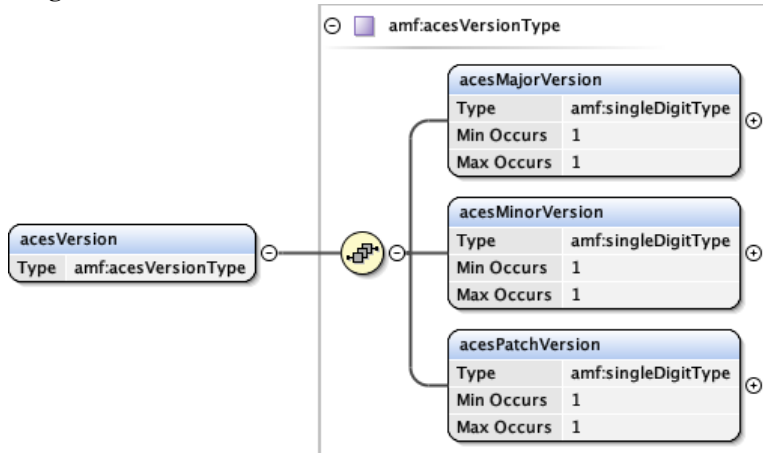 amf:acesVersionType
acesMajorVersion
Type amf:singleDigitType
Min Occurs 1
Max Occurs 1
acesMinorVersion
Type amf:singleDigitType
Min Occurs 1
Max Occurs 1
acesVersion
Type amf:acesVersionType
acesPatchVersion
Type amf:singleDigitType
Min Occurs 1
Max Occurs 1